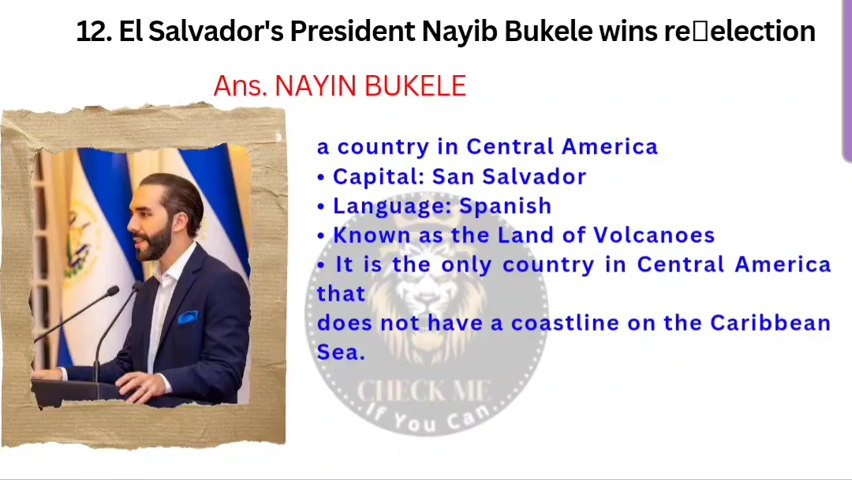 12. El Salvador's President Nayib Bukele wins re▯election
Ans. NAYIN BUKELE
a country in Central America
• Capital: San Salvador
• Language: Spanish
• Known as the Land of Volcanoes
• It is the only country in Central America
that
does not have a coastline on the Caribbean
Sea.
CHECK ME
...If You Can...